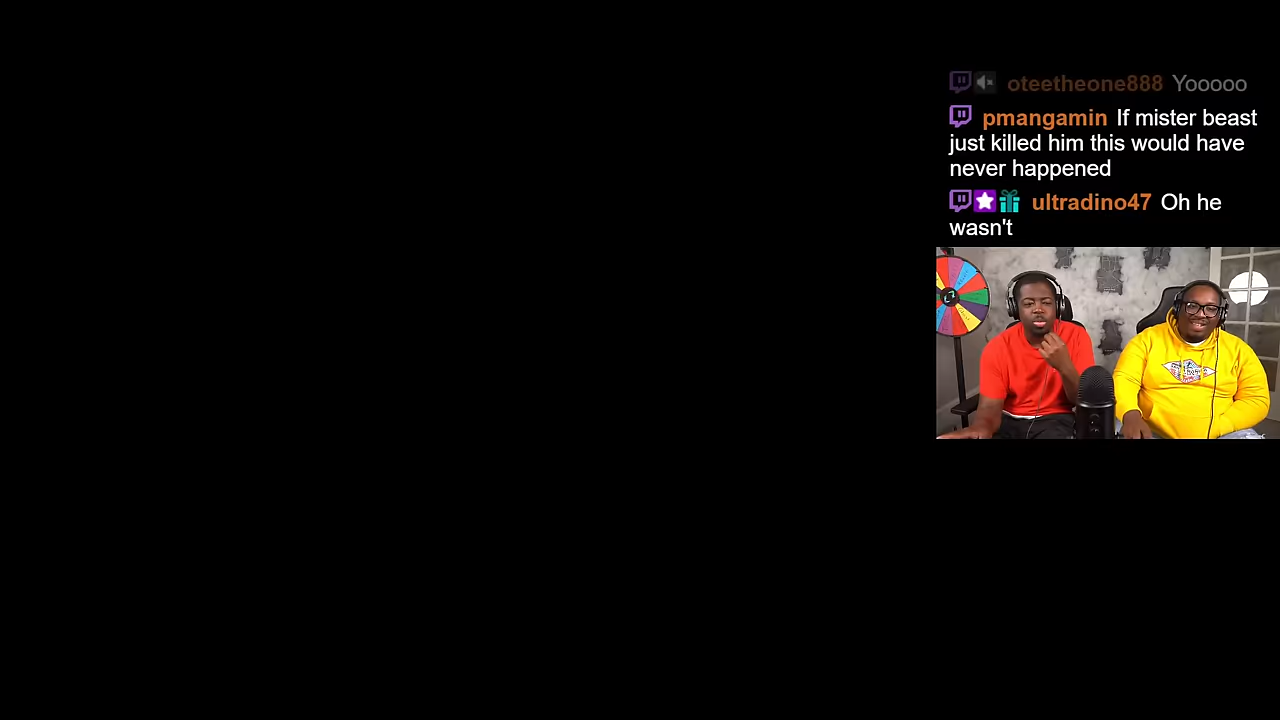 oteetheone888 Yooooo
pmangamin If mister beast
just killed him this would have
never happened
ultradino47 Oh he
wasn't